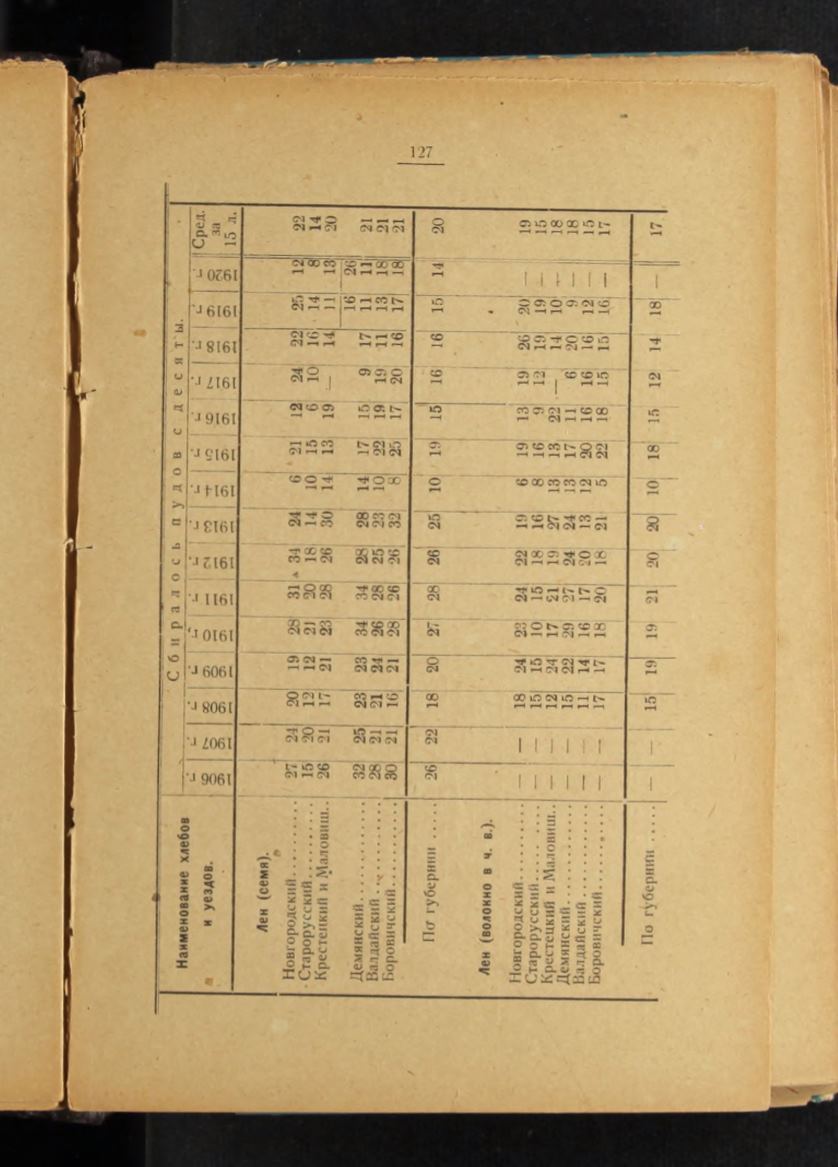 127
Наименование хлебов и уездов.
Сбиралось пудов с десяты.
1906 г. 1907 г. 1908 г. 1909 г. 1910 г. 1911 г. 1912 г. 1913 г. 1914 г. 1915 г. 1916 г. 1917 г. 1918 г. 1919 г. 1920 г. Сред. за 15 л.
Лен (семя).
Новгородский 27 24 20 19 28 31 34 24 6 21 12 24 22 25 12 22
Старорусский 15 20 12 12 21 20 18 14 10 15 6 10 16 14 8 14
Крестецкий и Маловиш.. 26 21 17 21 23 28 26 30 14 13 19 — 14 11 13 20
16 26
Демянский 32 25 23 23 34 34 28 28 14 17 15 9 17 11 11 21
Валдайский 28 21 21 24 26 28 25 23 10 22 19 19 11 13 18 21
Боровичский 30 21 16 21 28 26 26 32 8 25 17 20 16 17 18 21
По губернии 26 22 18 20 27 28 26 25 10 19 15 16 16 15 14 20
Лен (волокно в ч. в.).
Новгородский — — 18 24 23 24 22 19 6 19 13 19 26 20 — 19
Старорусский — — 15 15 10 15 18 16 8 16 9 12 19 19 — 15
Крестецкий и Маловиш.. — — 12 24 17 21 19 27 13 13 22 — 14 10 — 18
Демянский — — 15 22 29 27 24 24 13 17 11 6 20 9 — 18
Валдайский — — 11 14 16 17 20 13 12 20 16 16 16 12 — 15
Боровичский — — 17 17 18 20 18 21 5 22 18 15 15 16 — 17
По губернии — — 15 19 19 21 20 20 10 18 15 12 14 18 — 17